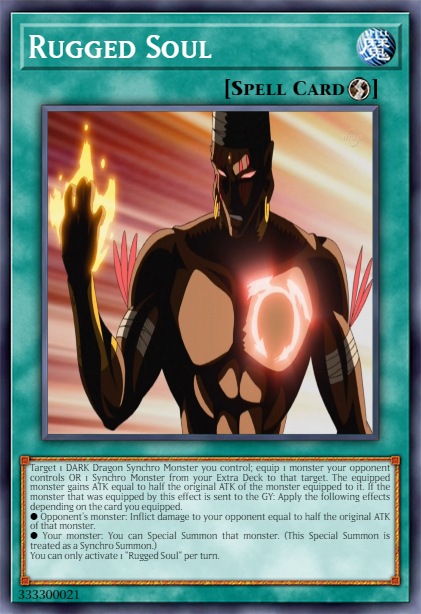 Rugged Soul
[Spell Card]
Target 1 DARK Dragon Synchro Monster you control; equip 1 monster your opponent
controls OR 1 Synchro Monster from your Extra Deck to that target. The equipped
monster gains ATK equal to half the original ATK of the monster equipped to it. If the
monster that was equipped by this effect is sent to the GY: Apply the following effects
depending on the card you equipped.
● Opponent's monster: Inflict damage to your opponent equal to half the original ATK
of that monster.
● Your monster: You can Special Summon that monster. (This Special Summon is
treated as a Synchro Summon.)
You can only activate 1 "Rugged Soul" per turn.
333300021